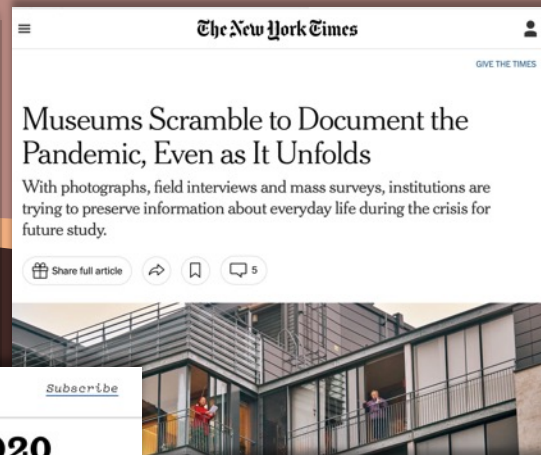 The New York Times
GIVE THE TIMES
Museums Scramble to Document the
Pandemic, Even as It Unfolds
With photographs, field interviews and mass surveys, institutions are
trying to preserve information about everyday life during the crisis for
future study.
Share full article
5
Subscribe
020